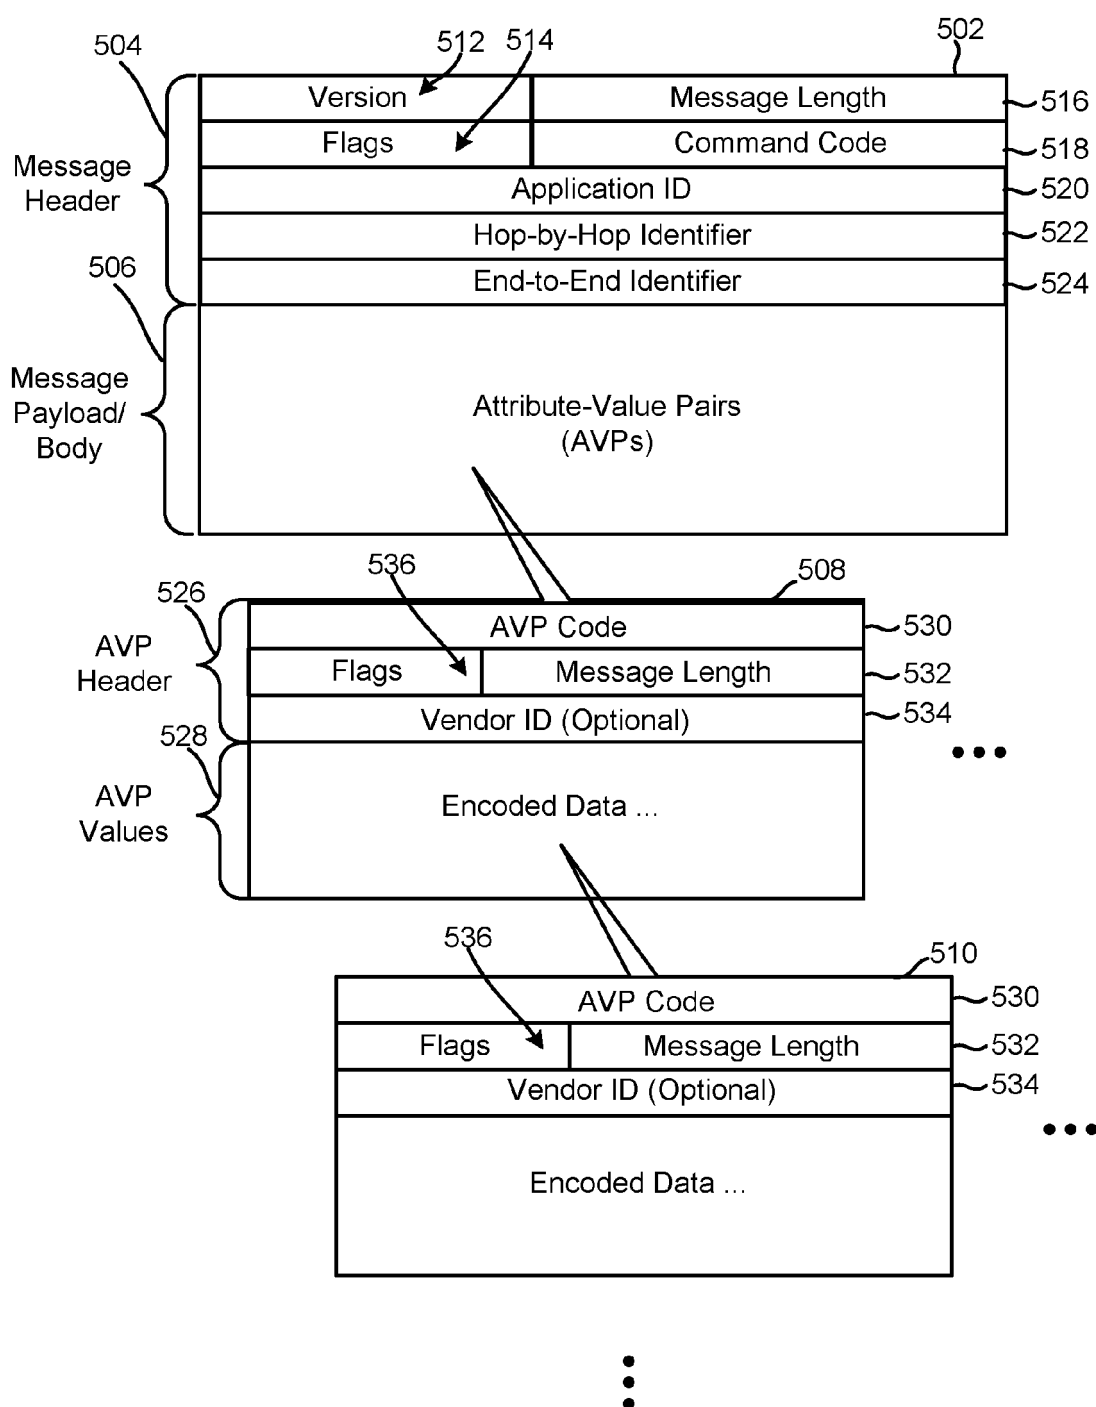 504
512
514
502
Version
Message Length
516
Flags
Command Code
518
Message
Header
Application ID
520
Hop-by-Hop Identifier
522
506
End-to-End Identifier
524
Message
Payload/
Body
Attribute-Value Pairs
(AVPs)
536
508
526
AVP Code
530
AVP
Header
Flags
Message Length
532
Vendor ID (Optional)
534
528
...
AVP
Values
Encoded Data ...
536
510
AVP Code
530
Flags
Message Length
532
Vendor ID (Optional)
534
...
Encoded Data ...